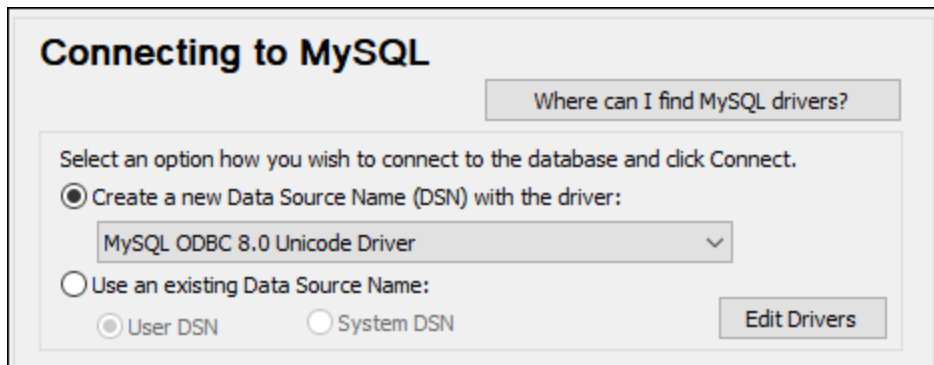 Connecting to MySQL
Where can I find MySQL drivers?
Select an option how you wish to connect to the database and click Connect.
Create a new Data Source Name (DSN) with the driver:
MySQL ODBC 8.0 Unicode Driver
Use an existing Data Source Name:
User DSN System DSN Edit Drivers